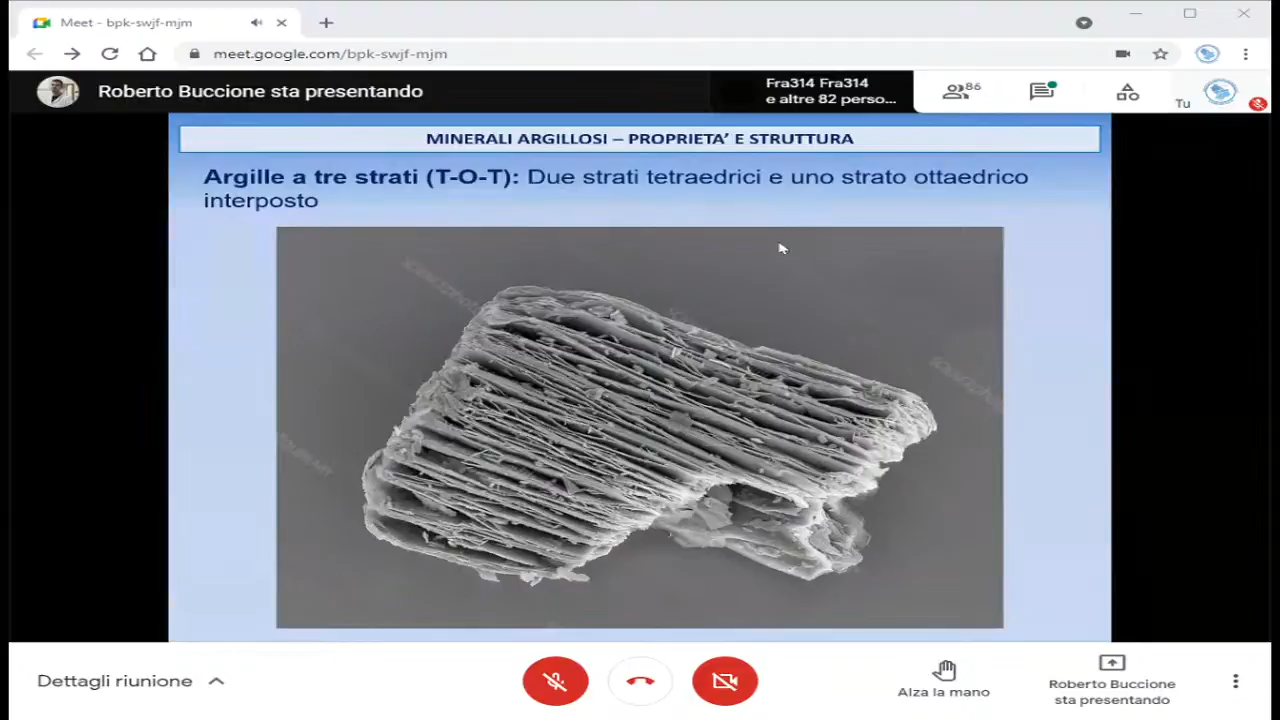 Meet - bpk-swjf-mjm
meet.google.com/bpk-swjf-mjm
Roberto Buccione sta presentando
Fra314 Fra314
e altre 82 perso...
86
Tu
MINERALI ARGILLOSI – PROPRIETA' E STRUTTURA
Argille a tre strati (T-O-T): Due strati tetraedrici e uno strato ottaedrico
interposto
Dettagli riunione
Alza la mano
Roberto Buccione
sta presentando